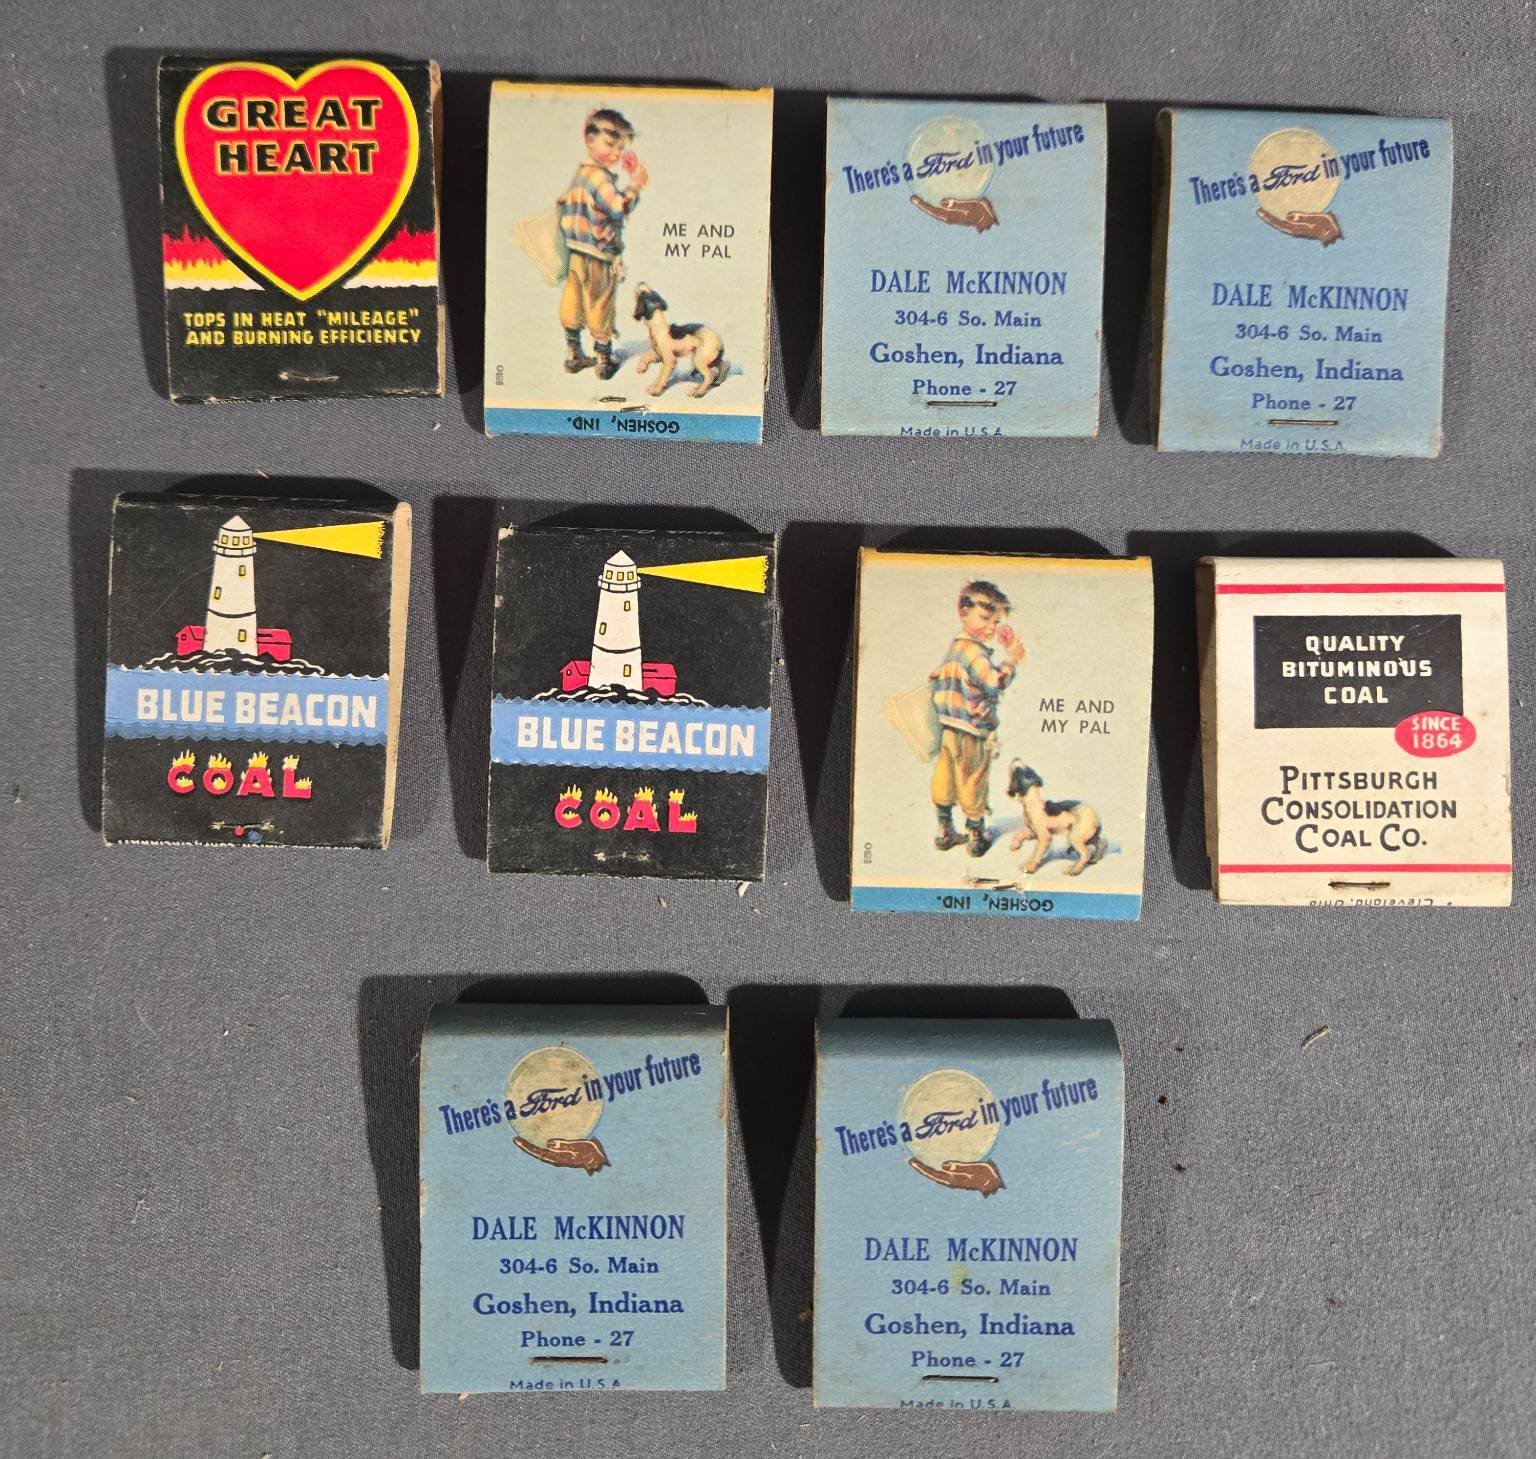 GREAT
HEART
TOPS IN HEAT "MILEAGE"
AND BURNING EFFICIENCY
ME AND
MY PAL
GOSHEN, IND.
There's a Ford in your future
DALE McKINNON
304-6 So. Main
Goshen, Indiana
Phone - 27
Made in U.S.A.
There's a Ford in your future
DALE McKINNON
304-6 So. Main
Goshen, Indiana
Phone - 27
Made in U.S.A.
BLUE BEACON
COAL
BLUE BEACON
COAL
ME AND
MY PAL
GOSHEN, IND.
QUALITY
BITUMINOUS
COAL
SINCE
1864
PITTSBURGH
CONSOLIDATION
COAL CO.
Cleveland, Ohio
There's a Ford in your future
DALE McKINNON
304-6 So. Main
Goshen, Indiana
Phone - 27
Made in U.S.A.
There's a Ford in your future
DALE McKINNON
304-6 So. Main
Goshen, Indiana
Phone - 27
Made in U.S.A.